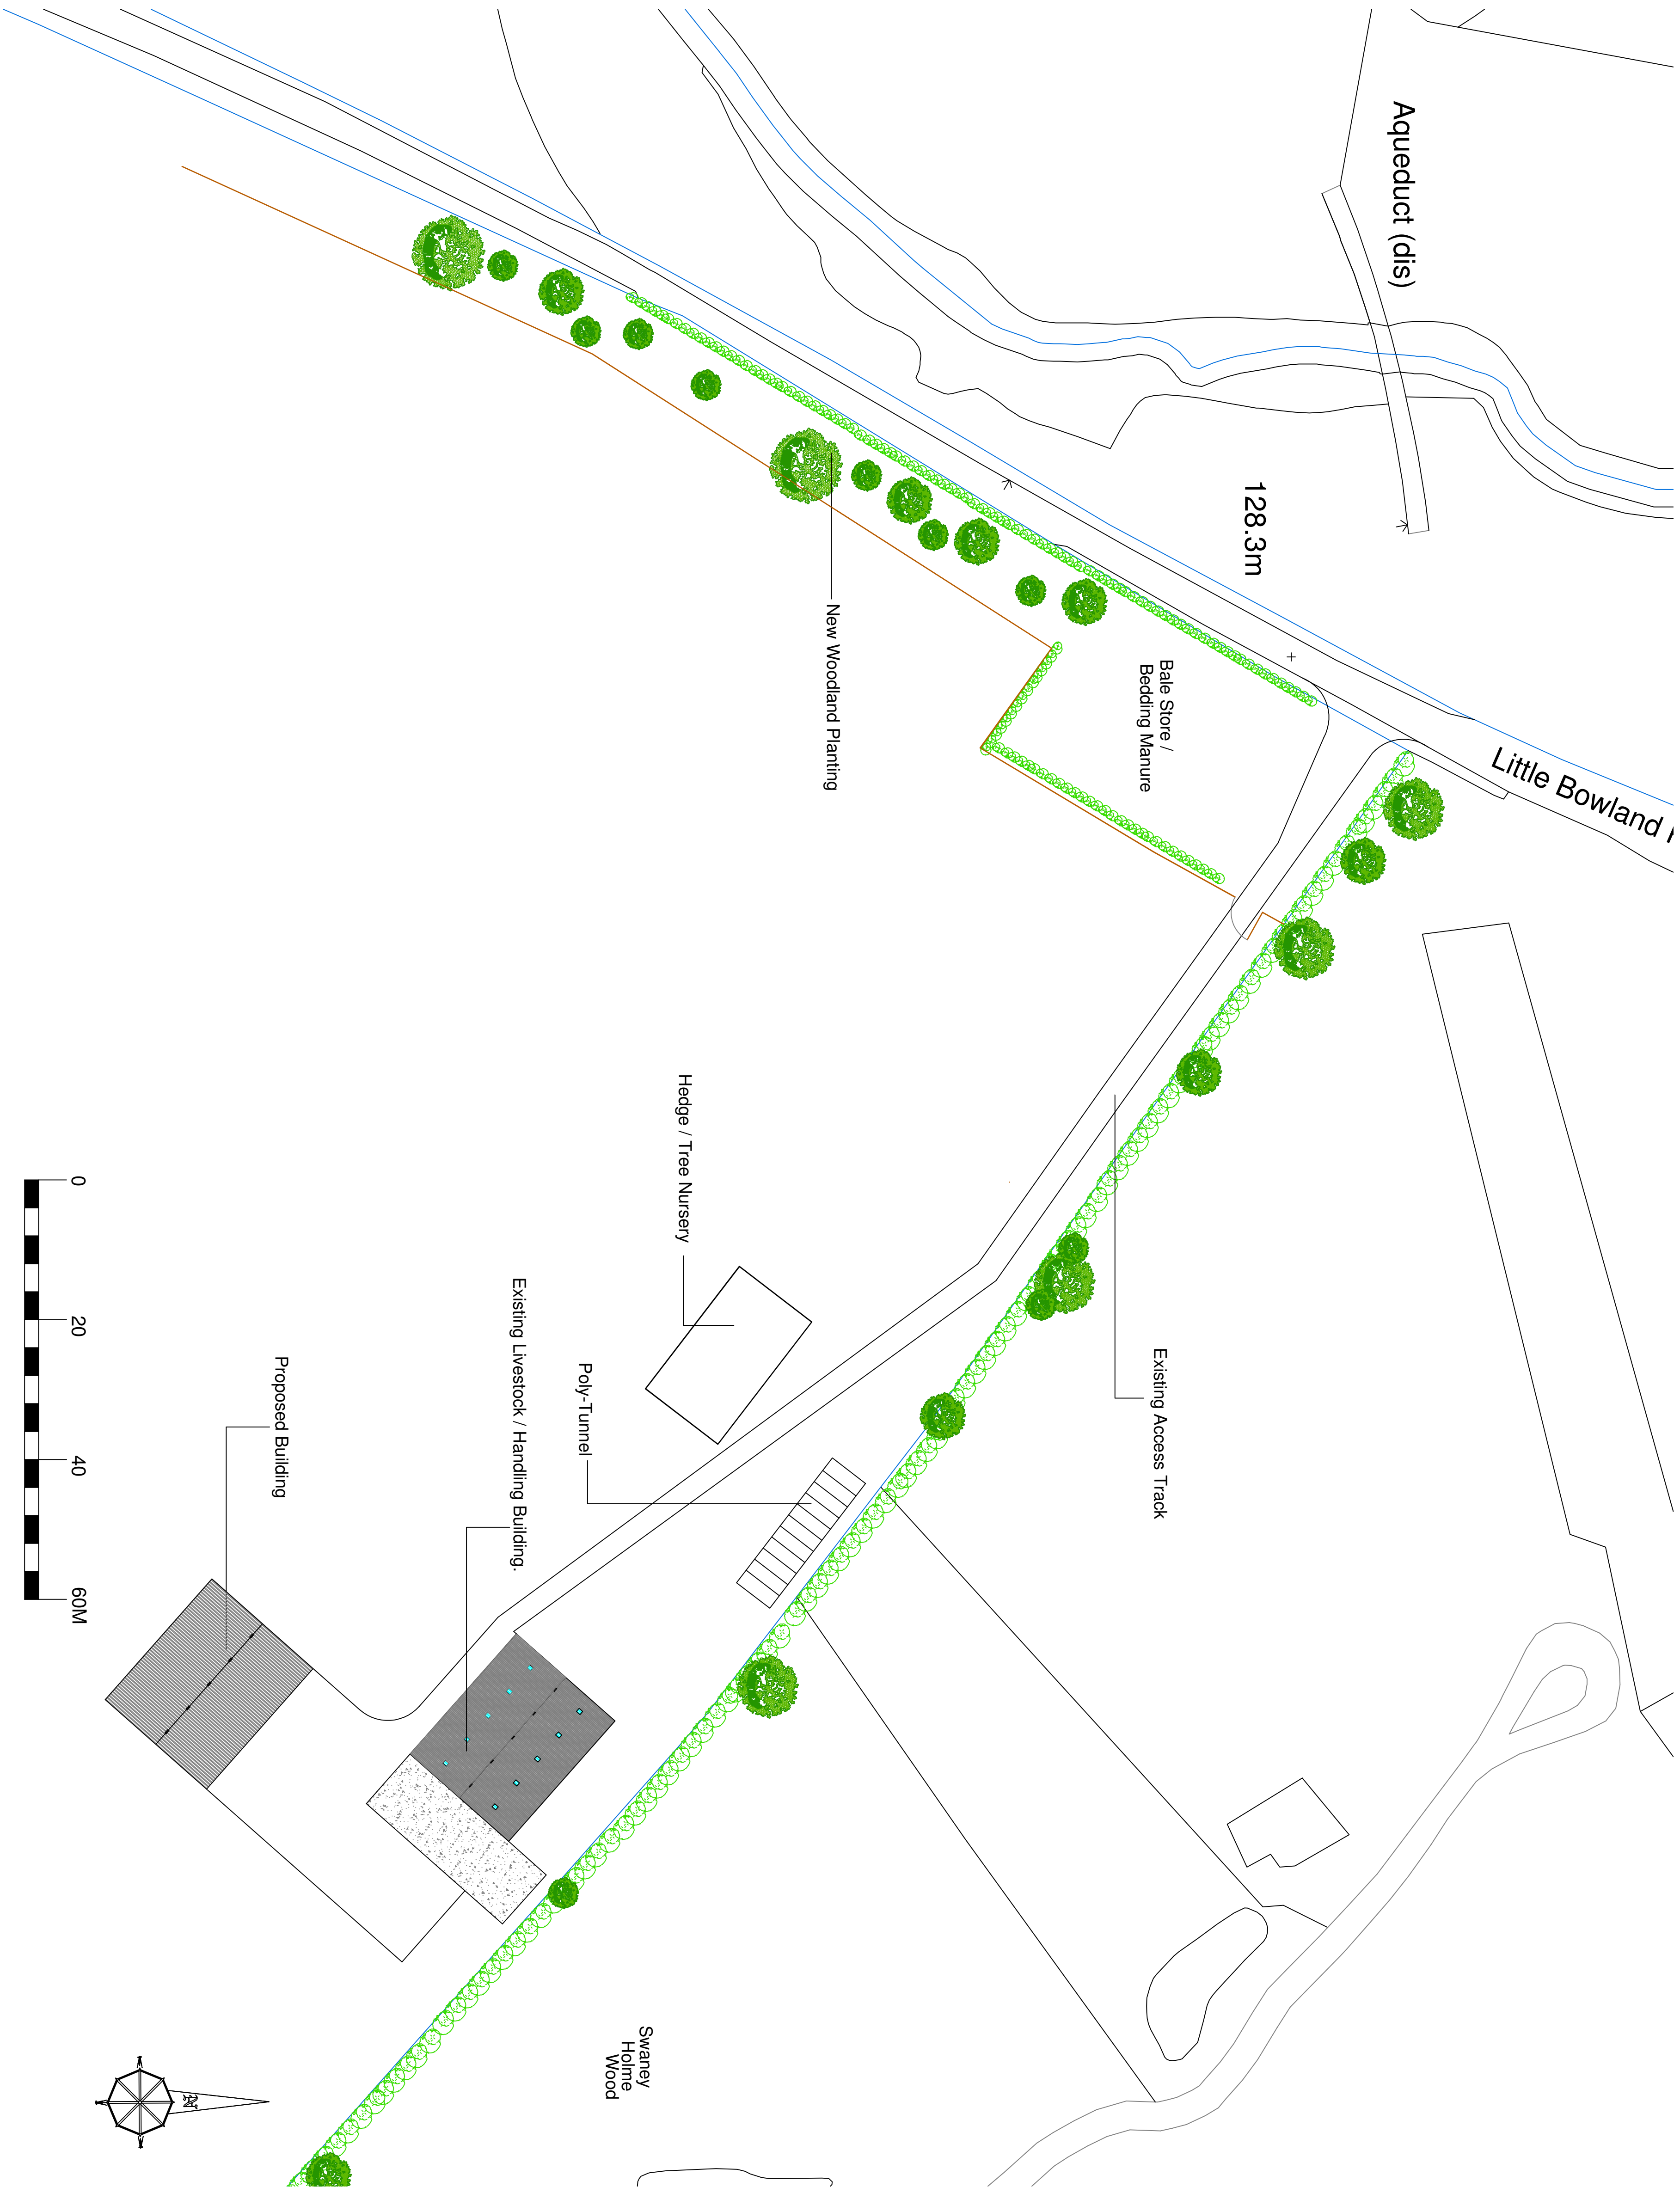 Aqueduct (dis)
128.3m
Little Bowland
Bale Store /
Bedding Manure
New Woodland Planting
Existing Access Track
Hedge / Tree Nursery
Poly-Tunnel
Existing Livestock / Handling Building.
Proposed Building
Swaney
Holme
Wood
0
20
40
60M
N